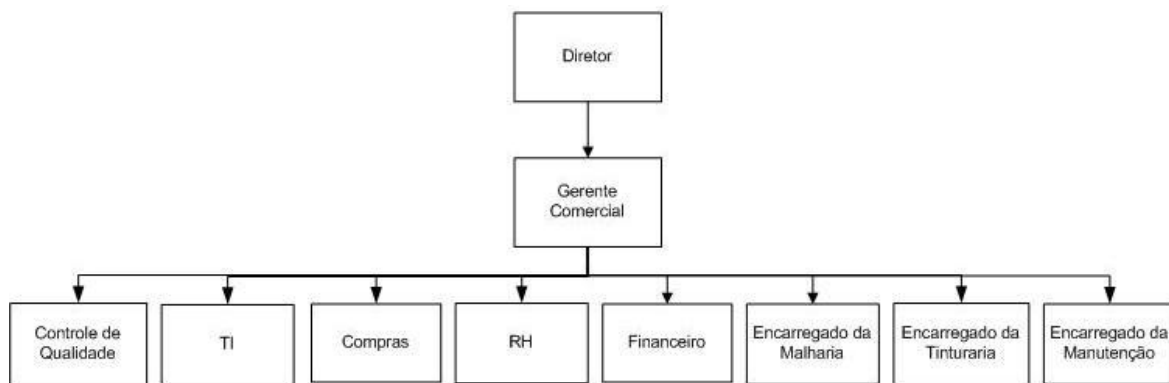 Diretor
Gerente
Comercial
Controle de
Qualidade
TI
Compras
RH
Financeiro
Encarregado da
Malharia
Encarregado da
Tinturaria
Encarregado da
Manutenção